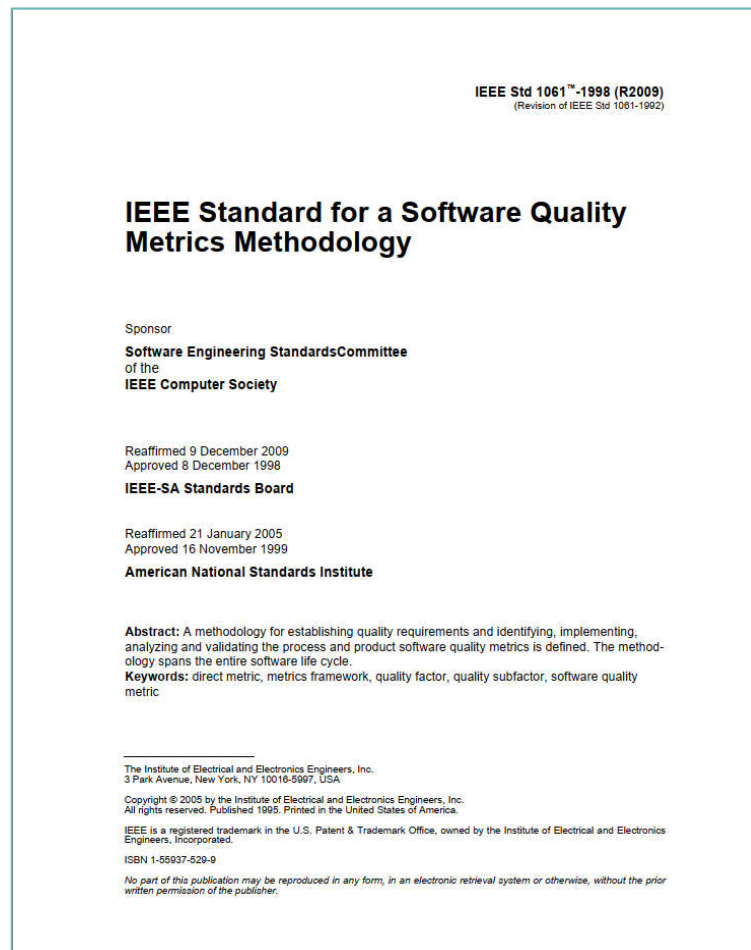 IEEE Std 1061™-1998 (R2009)
(Revision of IEEE Std 1061-1992)
IEEE Standard for a Software Quality
Metrics Methodology
Sponsor
Software Engineering StandardsCommittee
of the
IEEE Computer Society
Reaffirmed 9 December 2009
Approved 8 December 1998
IEEE-SA Standards Board
Reaffirmed 21 January 2005
Approved 16 November 1999
American National Standards Institute
Abstract: A methodology for establishing quality requirements and identifying, implementing,
analyzing and validating the process and product software quality metrics is defined. The method-
ology spans the entire software life cycle.
Keywords: direct metric, metrics framework, quality factor, quality subfactor, software quality
metric
The Institute of Electrical and Electronics Engineers, Inc.
3 Park Avenue, New York, NY 10016-5997, USA
Copyright © 2005 by the Institute of Electrical and Electronics Engineers, Inc.
All rights reserved. Published 1995. Printed in the United States of America.
IEEE is a registered trademark in the U.S. Patent & Trademark Office, owned by the Institute of Electrical and Electronics
Engineers, Incorporated.
ISBN 1-55937-529-9
No part of this publication may be reproduced in any form, in an electronic retrieval system or otherwise, without the prior
written permission of the publisher.